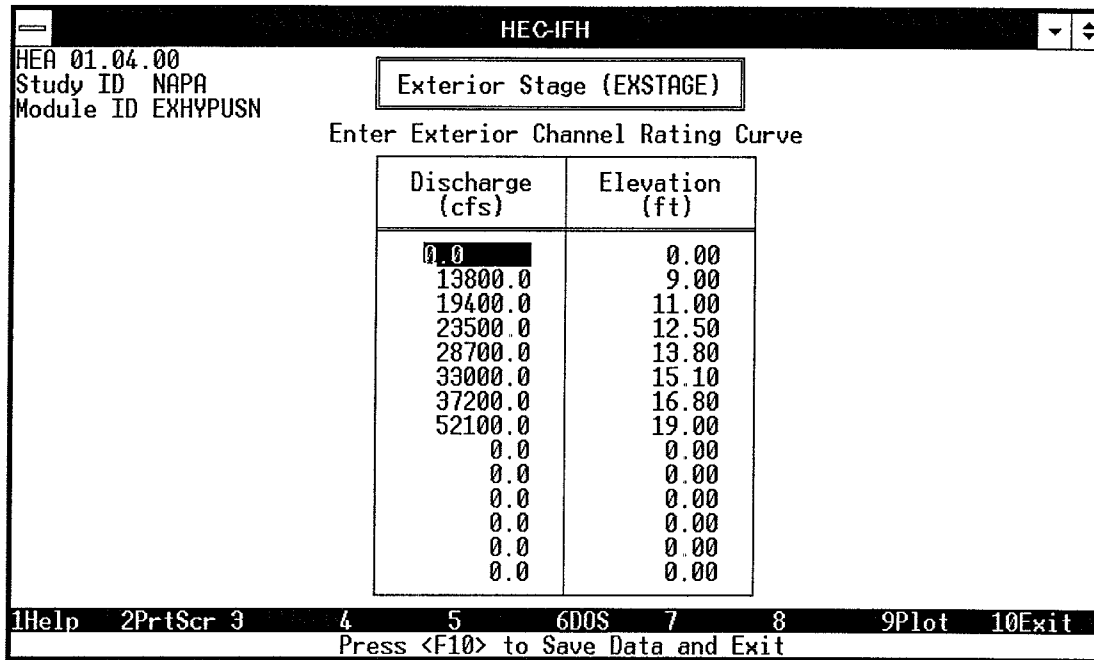 HEC-IFH
HEA 01.04.00
Study ID NAPA
Module ID EXHYPUSN
Exterior Stage (EXSTAGE)
Enter Exterior Channel Rating Curve
Discharge Elevation
(cfs) (ft)
0.0 0.00
13800.0 9.00
19400.0 11.00
23500.0 12.50
28700.0 13.80
33000.0 15.10
37200.0 16.80
52100.0 19.00
0.0 0.00
0.0 0.00
0.0 0.00
0.0 0.00
0.0 0.00
0.0 0.00
1Help 2PrtScr 3 4 5 6DOS 7 8 9Plot 10Exit
Press <F10> to Save Data and Exit